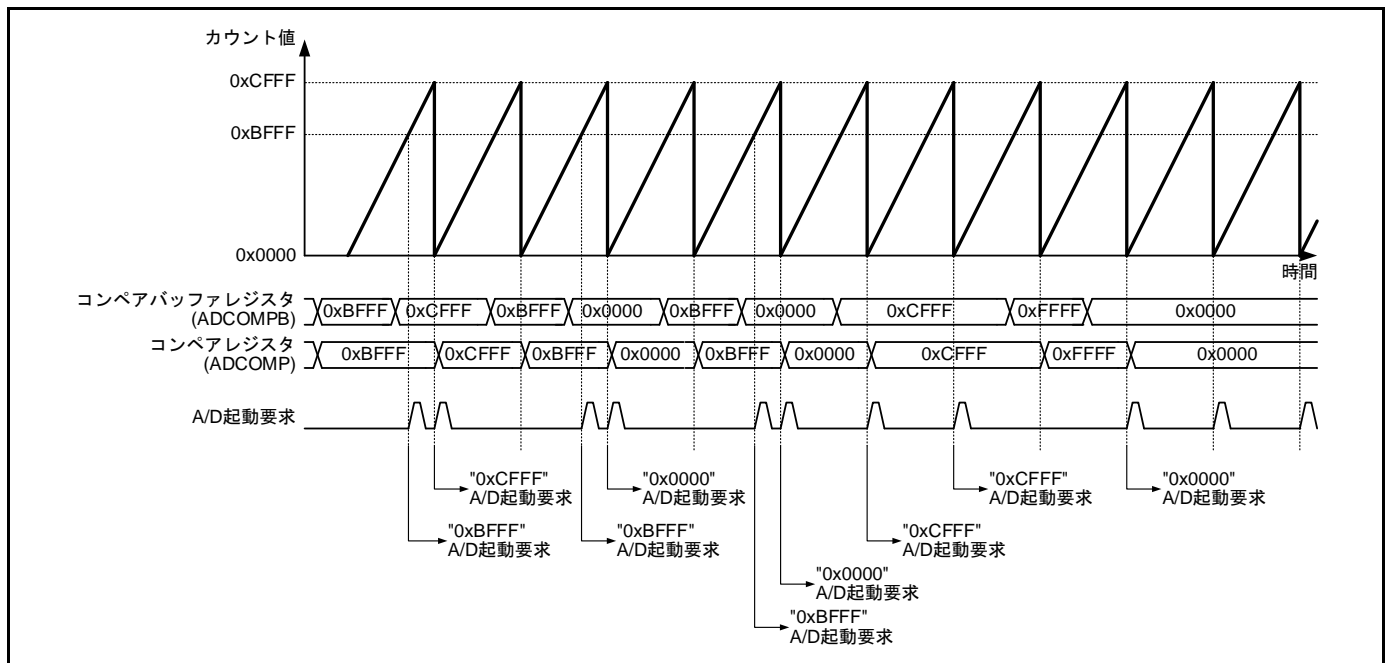 カウント値
0xCFFF
0xBFFF
0x0000
時間
コンペアバッファレジスタ
(ADCOMPB)
0xBFFF 0xCFFF 0xBFFF 0x0000 0xBFFF 0x0000 0xCFFF 0xFFFF 0x0000
コンペアレジスタ
(ADCOMP)
0xBFFF 0xCFFF 0xBFFF 0x0000 0xBFFF 0x0000 0xCFFF 0xFFFF 0x0000
A/D起動要求
"0xCFFF"
A/D起動要求
"0x0000"
A/D起動要求
"0xCFFF"
A/D起動要求
"0x0000"
A/D起動要求
"0xBFFF"
A/D起動要求
"0xBFFF"
A/D起動要求
"0xCFFF"
A/D起動要求
"0x0000"
A/D起動要求
"0xBFFF"
A/D起動要求